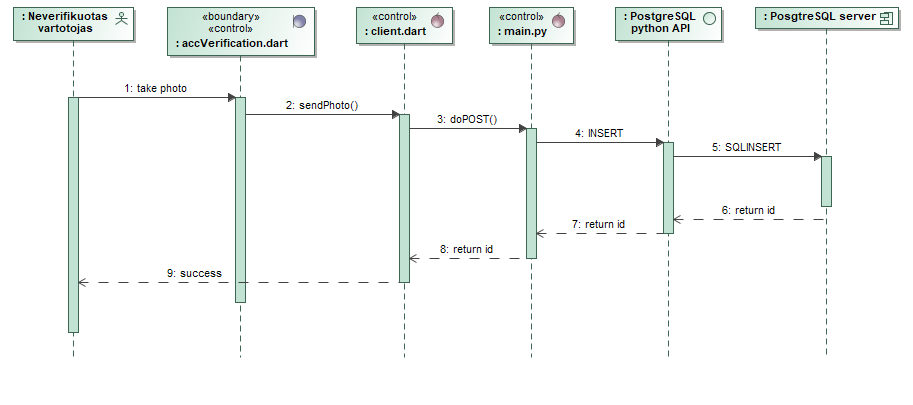 : Neverifikuotas
vartotojas
«boundary»
«control»
: accVerification.dart
«control»
: client.dart
«control»
: main.py
: PostgreSQL
python API
: PosgtreSQL server
1: take photo
2: sendPhoto()
3: doPOST()
4: INSERT
5: SQLINSERT
6: return id
7: return id
8: return id
9: success